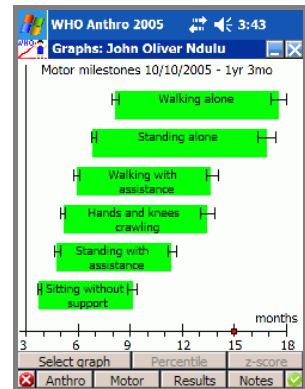 WHO Anthro 2005 3:43
WHO
Graphs: John Oliver Ndulu
Motor milestones 10/10/2005 - 1yr 3mo
Walking alone
Standing alone
Walking with
assistance
Hands and knees
crawling
Standing with
assistance
Sitting without
support
months
3 6 9 12 15 18
Select graph Percentile z-score
Anthro Motor Results Notes